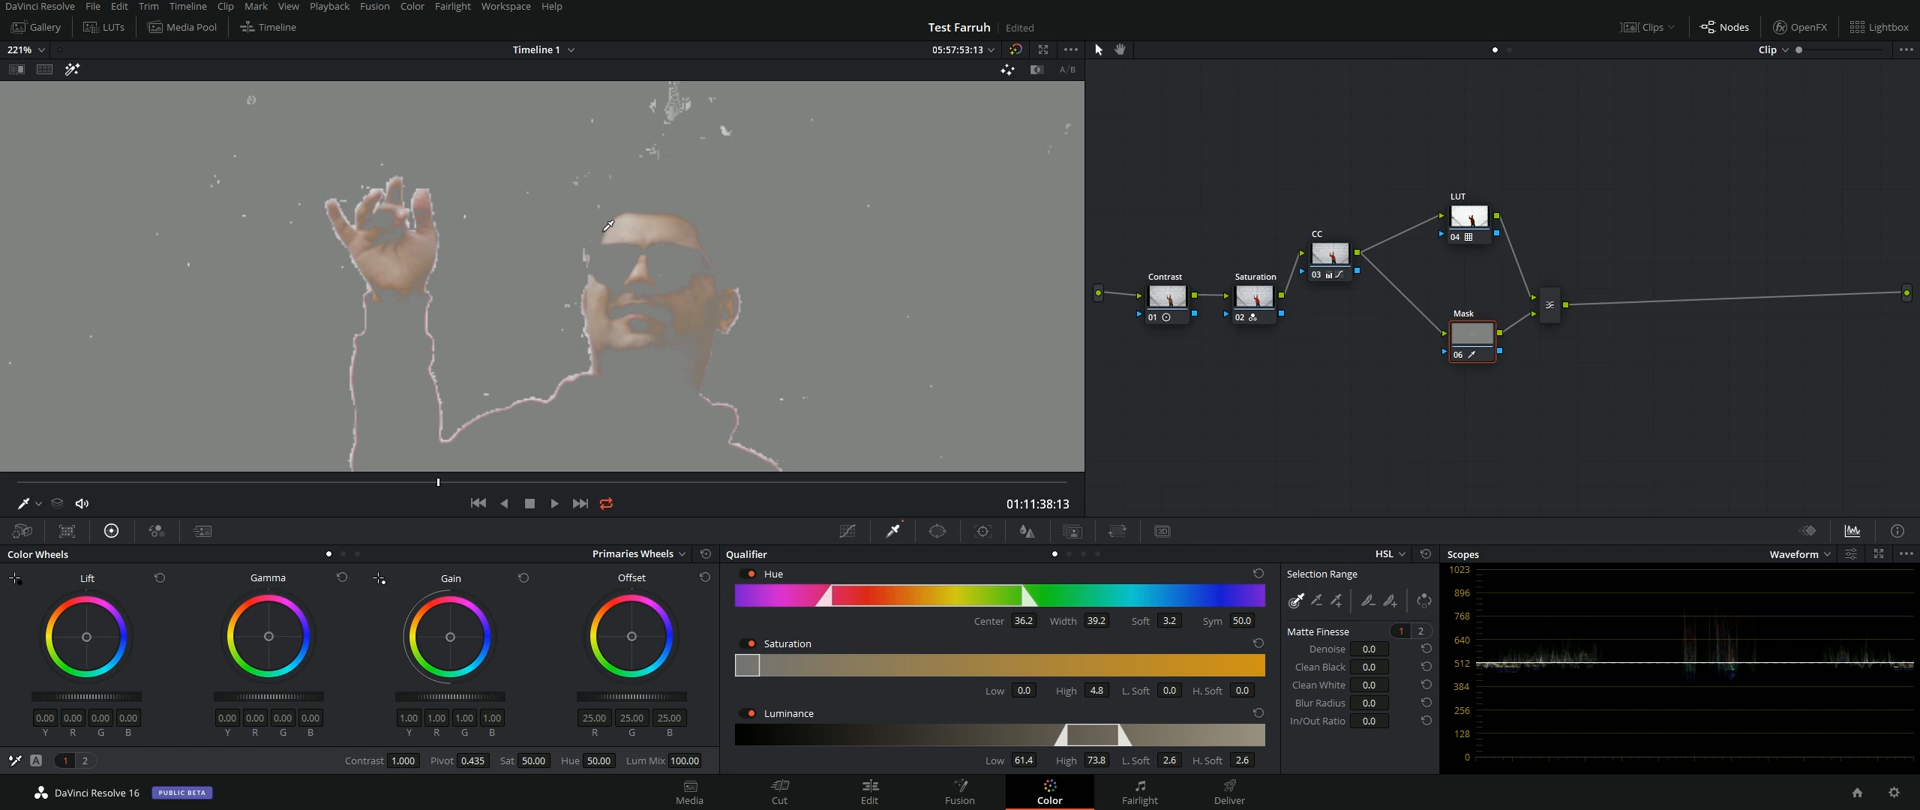 DaVinci Resolve File Edit Trim Timeline Clip Mark View Playback Fusion Color Fairlight Workspace Help
Gallery LUTs Media Pool Timeline Test Farruh Edited Clips Nodes OpenFX Lightbox
221% Timeline 1 05:57:53:13 Clip
A/B
LUT
04
CC
03
Contrast
01
Saturation
02
Mask
06
01:11:38:13
Color Wheels Primaries Wheels
Lift Gamma Gain Offset
0.00 0.00 0.00 0.00 0.00 0.00 0.00 0.00 1.00 1.00 1.00 1.00 25.00 25.00 25.00
Y R G B Y R G B Y R G B R G B
A 1 2 Contrast 1.000 Pivot 0.435 Sat 50.00 Hue 50.00 Lum Mix 100.00
Qualifier HSL
Hue
Center 36.2 Width 39.2 Soft 3.2 Sym 50.0
Saturation
Low 0.0 High 4.8 L. Soft 0.0 H. Soft 0.0
Luminance
Low 61.4 High 73.8 L. Soft 2.6 H. Soft 2.6
Selection Range
Matte Finesse 1 2
Denoise 0.0
Clean Black 0.0
Clean White 0.0
Blur Radius 0.0
In/Out Ratio 0.0
Scopes Waveform
1023
896
768
640
512
384
256
128
0
DaVinci Resolve 16 PUBLIC BETA
Media Cut Edit Fusion Color Fairlight Deliver